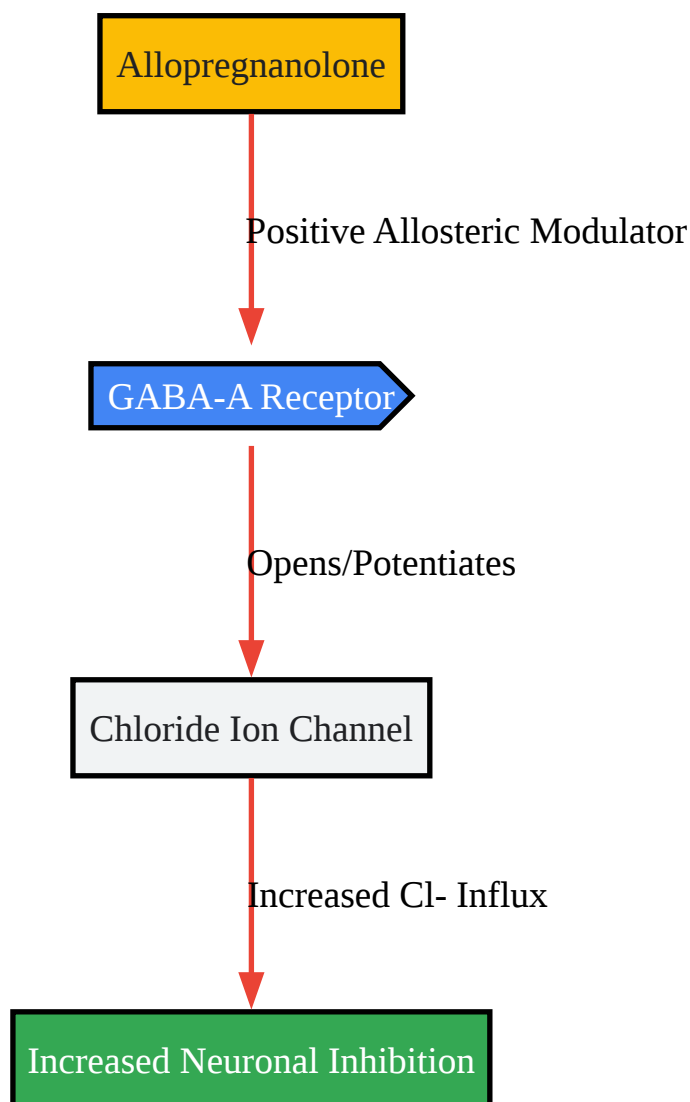 Allopregnanolone
Positive Allosteric Modulator
GABA-A Receptor
Opens/Potentiates
Chloride Ion Channel
Increased Cl- Influx
Increased Neuronal Inhibition